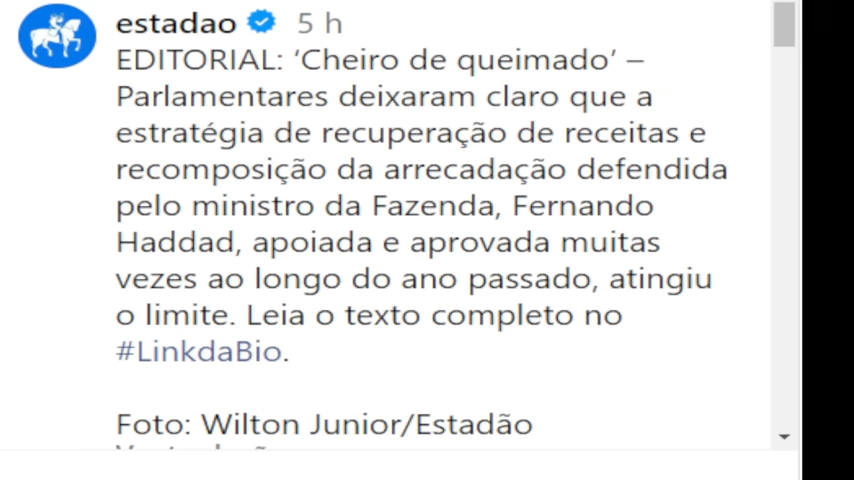 estadao 5 h
EDITORIAL: ‘Cheiro de queimado’ –
Parlamentares deixaram claro que a
estratégia de recuperação de receitas e
recomposição da arrecadação defendida
pelo ministro da Fazenda, Fernando
Haddad, apoiada e aprovada muitas
vezes ao longo do ano passado, atingiu
o limite. Leia o texto completo no
#LinkdaBio.
Foto: Wilton Junior/Estadão